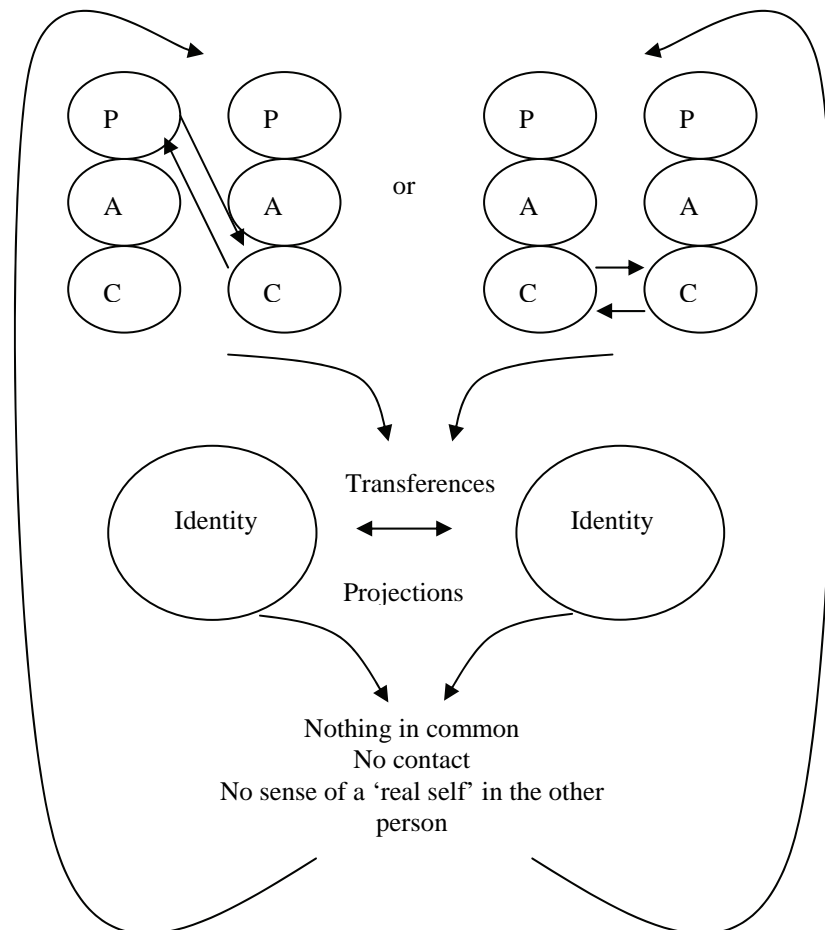 P P P P
or
A A A A
C C C C
Transferences
Identity Identity
Projections
Nothing in common
No contact
No sense of a ‘real self’ in the other
person